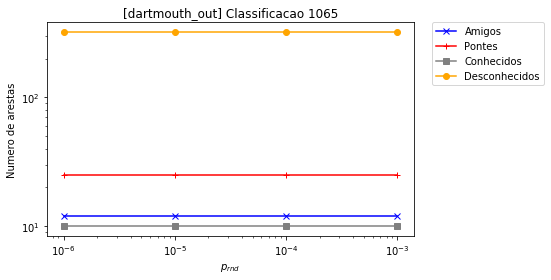 [dartmouth_out] Classificacao 1065
Numero de arestas
10²
10¹
10⁻⁶ 10⁻⁵ 10⁻⁴ 10⁻³
p_rnd
Amigos
Pontes
Conhecidos
Desconhecidos